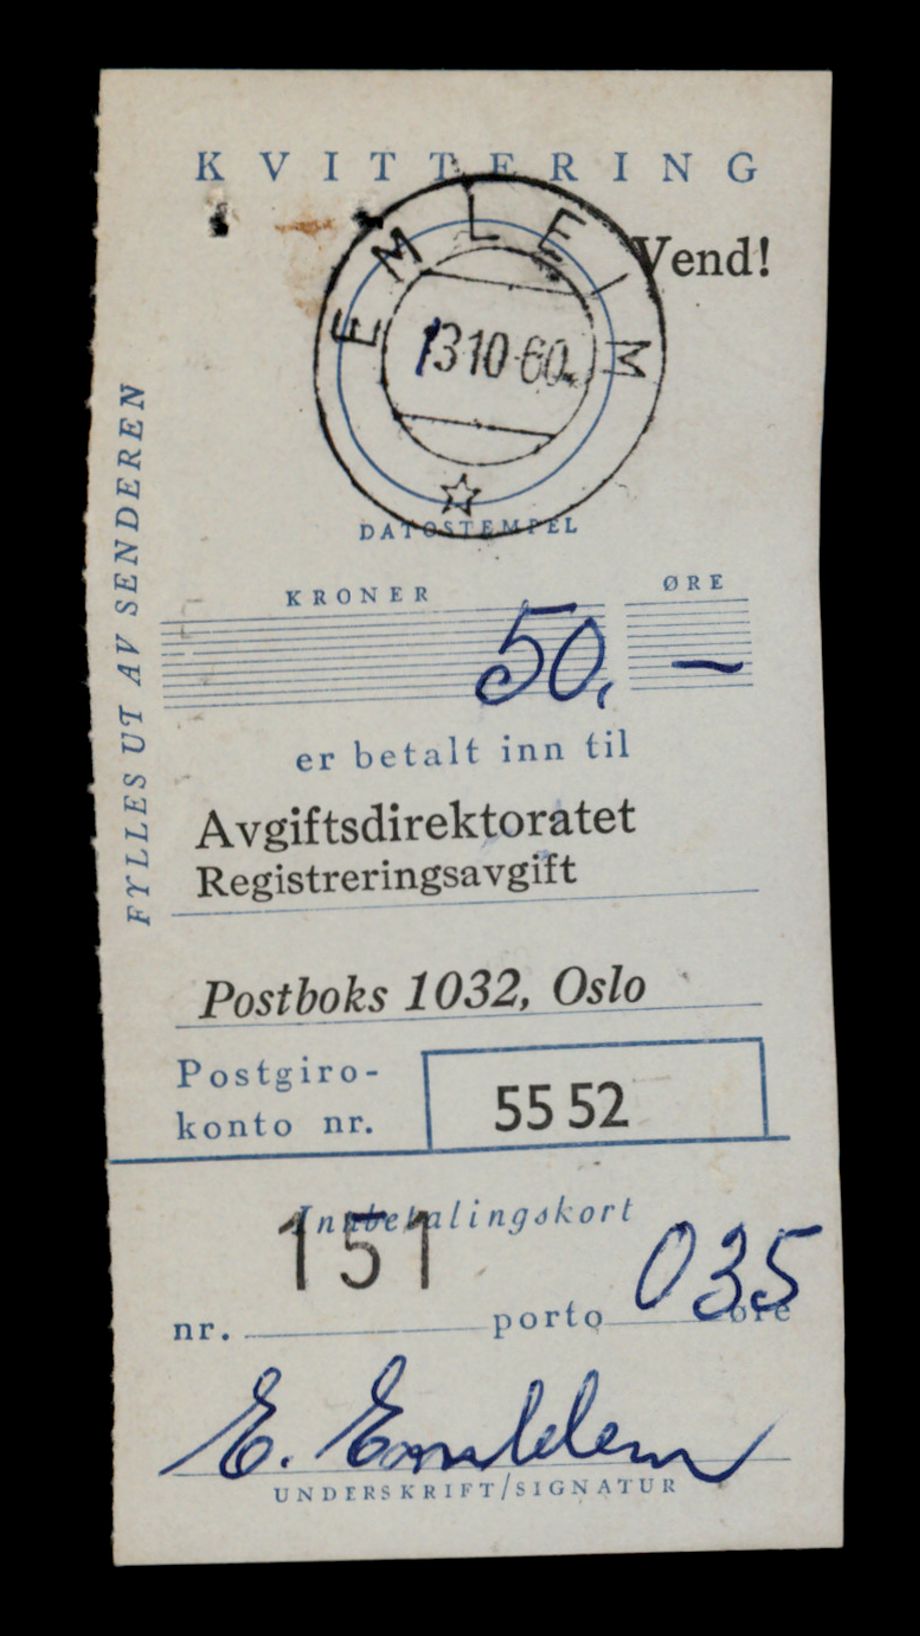 KVITTERING
Vend!
EMLEIM
13 10 60
DATOSTEMPEL
FYLLES UT AV SENDEREN
KRONER ØRE
50, —
er betalt inn til
Avgiftsdirektoratet
Registreringsavgift
Postboks 1032, Oslo
Postgiro-
konto nr. 55 52
Innbetalingskort
nr. 151 porto 035 øre
E.
UNDERSKRIFT/SIGNATUR